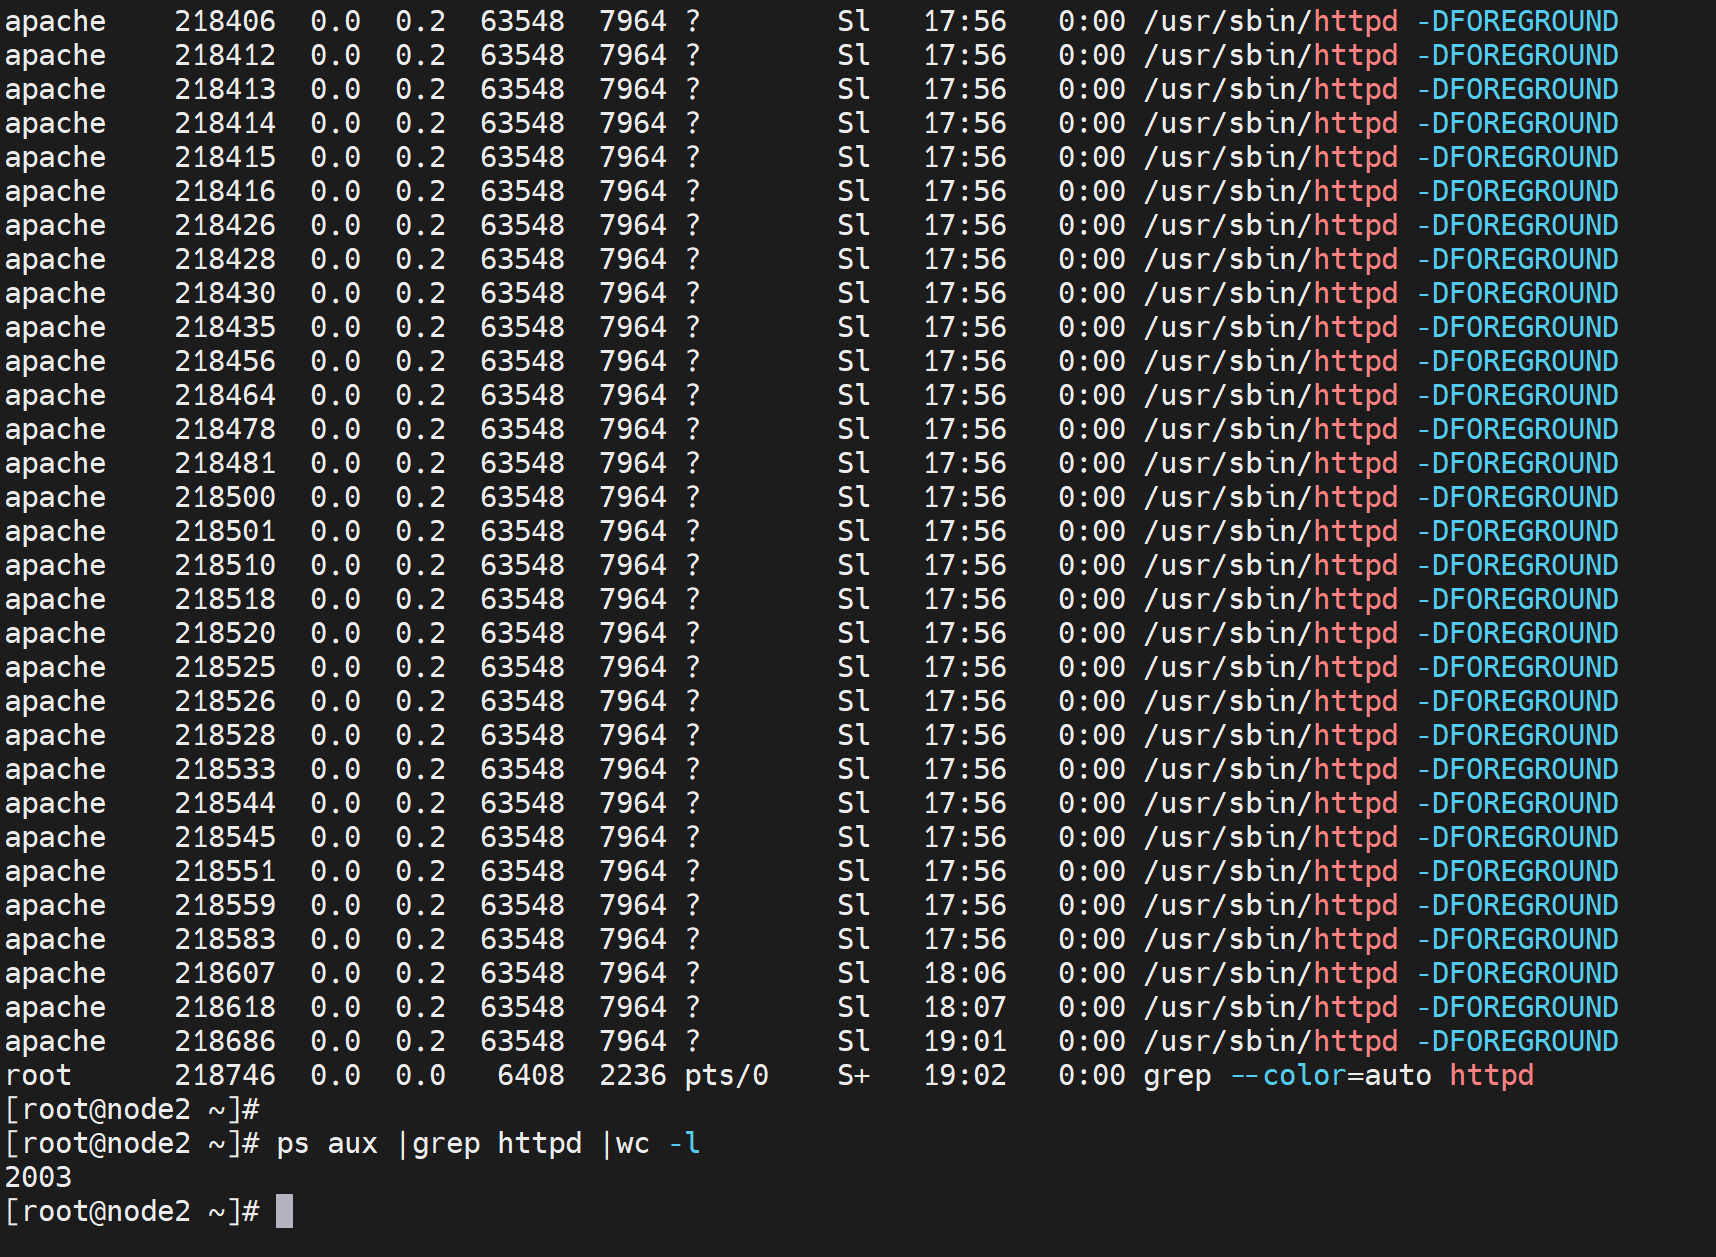 apache    218406  0.0  0.2  63548  7964 ?        Sl   17:56   0:00 /usr/sbin/httpd -DFOREGROUND
apache    218412  0.0  0.2  63548  7964 ?        Sl   17:56   0:00 /usr/sbin/httpd -DFOREGROUND
apache    218413  0.0  0.2  63548  7964 ?        Sl   17:56   0:00 /usr/sbin/httpd -DFOREGROUND
apache    218414  0.0  0.2  63548  7964 ?        Sl   17:56   0:00 /usr/sbin/httpd -DFOREGROUND
apache    218415  0.0  0.2  63548  7964 ?        Sl   17:56   0:00 /usr/sbin/httpd -DFOREGROUND
apache    218416  0.0  0.2  63548  7964 ?        Sl   17:56   0:00 /usr/sbin/httpd -DFOREGROUND
apache    218426  0.0  0.2  63548  7964 ?        Sl   17:56   0:00 /usr/sbin/httpd -DFOREGROUND
apache    218428  0.0  0.2  63548  7964 ?        Sl   17:56   0:00 /usr/sbin/httpd -DFOREGROUND
apache    218430  0.0  0.2  63548  7964 ?        Sl   17:56   0:00 /usr/sbin/httpd -DFOREGROUND
apache    218435  0.0  0.2  63548  7964 ?        Sl   17:56   0:00 /usr/sbin/httpd -DFOREGROUND
apache    218456  0.0  0.2  63548  7964 ?        Sl   17:56   0:00 /usr/sbin/httpd -DFOREGROUND
apache    218464  0.0  0.2  63548  7964 ?        Sl   17:56   0:00 /usr/sbin/httpd -DFOREGROUND
apache    218478  0.0  0.2  63548  7964 ?        Sl   17:56   0:00 /usr/sbin/httpd -DFOREGROUND
apache    218481  0.0  0.2  63548  7964 ?        Sl   17:56   0:00 /usr/sbin/httpd -DFOREGROUND
apache    218500  0.0  0.2  63548  7964 ?        Sl   17:56   0:00 /usr/sbin/httpd -DFOREGROUND
apache    218501  0.0  0.2  63548  7964 ?        Sl   17:56   0:00 /usr/sbin/httpd -DFOREGROUND
apache    218510  0.0  0.2  63548  7964 ?        Sl   17:56   0:00 /usr/sbin/httpd -DFOREGROUND
apache    218518  0.0  0.2  63548  7964 ?        Sl   17:56   0:00 /usr/sbin/httpd -DFOREGROUND
apache    218520  0.0  0.2  63548  7964 ?        Sl   17:56   0:00 /usr/sbin/httpd -DFOREGROUND
apache    218525  0.0  0.2  63548  7964 ?        Sl   17:56   0:00 /usr/sbin/httpd -DFOREGROUND
apache    218526  0.0  0.2  63548  7964 ?        Sl   17:56   0:00 /usr/sbin/httpd -DFOREGROUND
apache    218528  0.0  0.2  63548  7964 ?        Sl   17:56   0:00 /usr/sbin/httpd -DFOREGROUND
apache    218533  0.0  0.2  63548  7964 ?        Sl   17:56   0:00 /usr/sbin/httpd -DFOREGROUND
apache    218544  0.0  0.2  63548  7964 ?        Sl   17:56   0:00 /usr/sbin/httpd -DFOREGROUND
apache    218545  0.0  0.2  63548  7964 ?        Sl   17:56   0:00 /usr/sbin/httpd -DFOREGROUND
apache    218551  0.0  0.2  63548  7964 ?        Sl   17:56   0:00 /usr/sbin/httpd -DFOREGROUND
apache    218559  0.0  0.2  63548  7964 ?        Sl   17:56   0:00 /usr/sbin/httpd -DFOREGROUND
apache    218583  0.0  0.2  63548  7964 ?        Sl   17:56   0:00 /usr/sbin/httpd -DFOREGROUND
apache    218607  0.0  0.2  63548  7964 ?        Sl   18:06   0:00 /usr/sbin/httpd -DFOREGROUND
apache    218618  0.0  0.2  63548  7964 ?        Sl   18:07   0:00 /usr/sbin/httpd -DFOREGROUND
apache    218686  0.0  0.2  63548  7964 ?        Sl   19:01   0:00 /usr/sbin/httpd -DFOREGROUND
root      218746  0.0  0.0   6408  2236 pts/0    S+   19:02   0:00 grep --color=auto httpd
[root@node2 ~]#
[root@node2 ~]# ps aux |grep httpd |wc -l
2003
[root@node2 ~]#